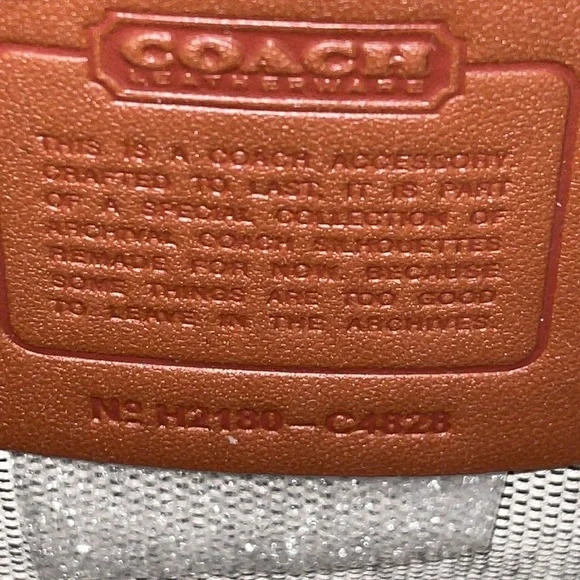 COACH
LEATHERWARE
THIS IS A COACH ACCESSORY
CRAFTED TO LAST. IT IS PART
OF A SPECIAL COLLECTION OF
ARCHIVAL COACH SILHOUETTES
REMADE FOR NOW. BECAUSE
SOME THINGS ARE TOO GOOD
TO LEAVE IN THE ARCHIVES.
Nº H2180-C4828